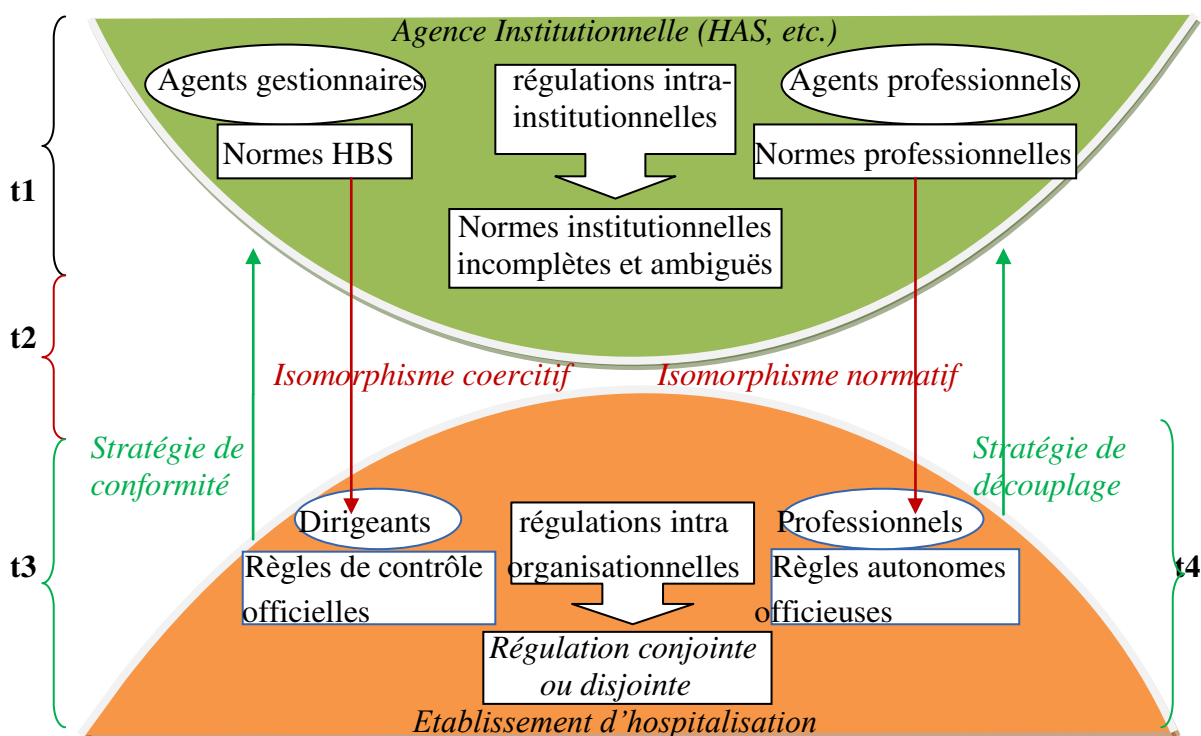 Agence Institutionnelle (HAS, etc.)
Agents gestionnaires
régulations intra-
institutionnelles
Agents professionnels
Normes HBS
Normes professionnelles
t1
Normes institutionnelles
incomplètes et ambiguës
t2
Isomorphisme coercitif
Isomorphisme normatif
Stratégie de
conformité
Stratégie de
découplage
Dirigeants
régulations intra
organisationnelles
Professionnels
t3
Règles de contrôle
officielles
Règles autonomes
officieuses
t4
Régulation conjointe
ou disjointe
Etablissement d’hospitalisation